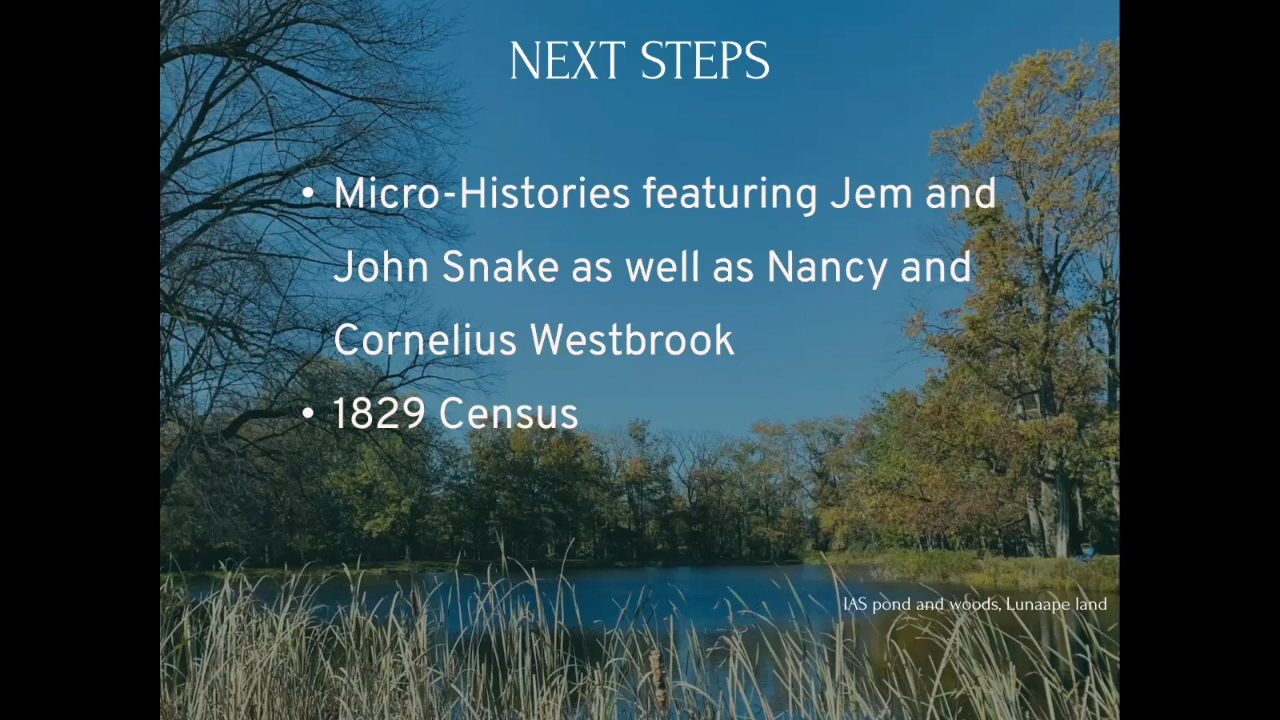 NEXT STEPS
• Micro-Histories featuring Jem and
John Snake as well as Nancy and
Cornelius Westbrook
• 1829 Census
IAS pond and woods, Lunaape land